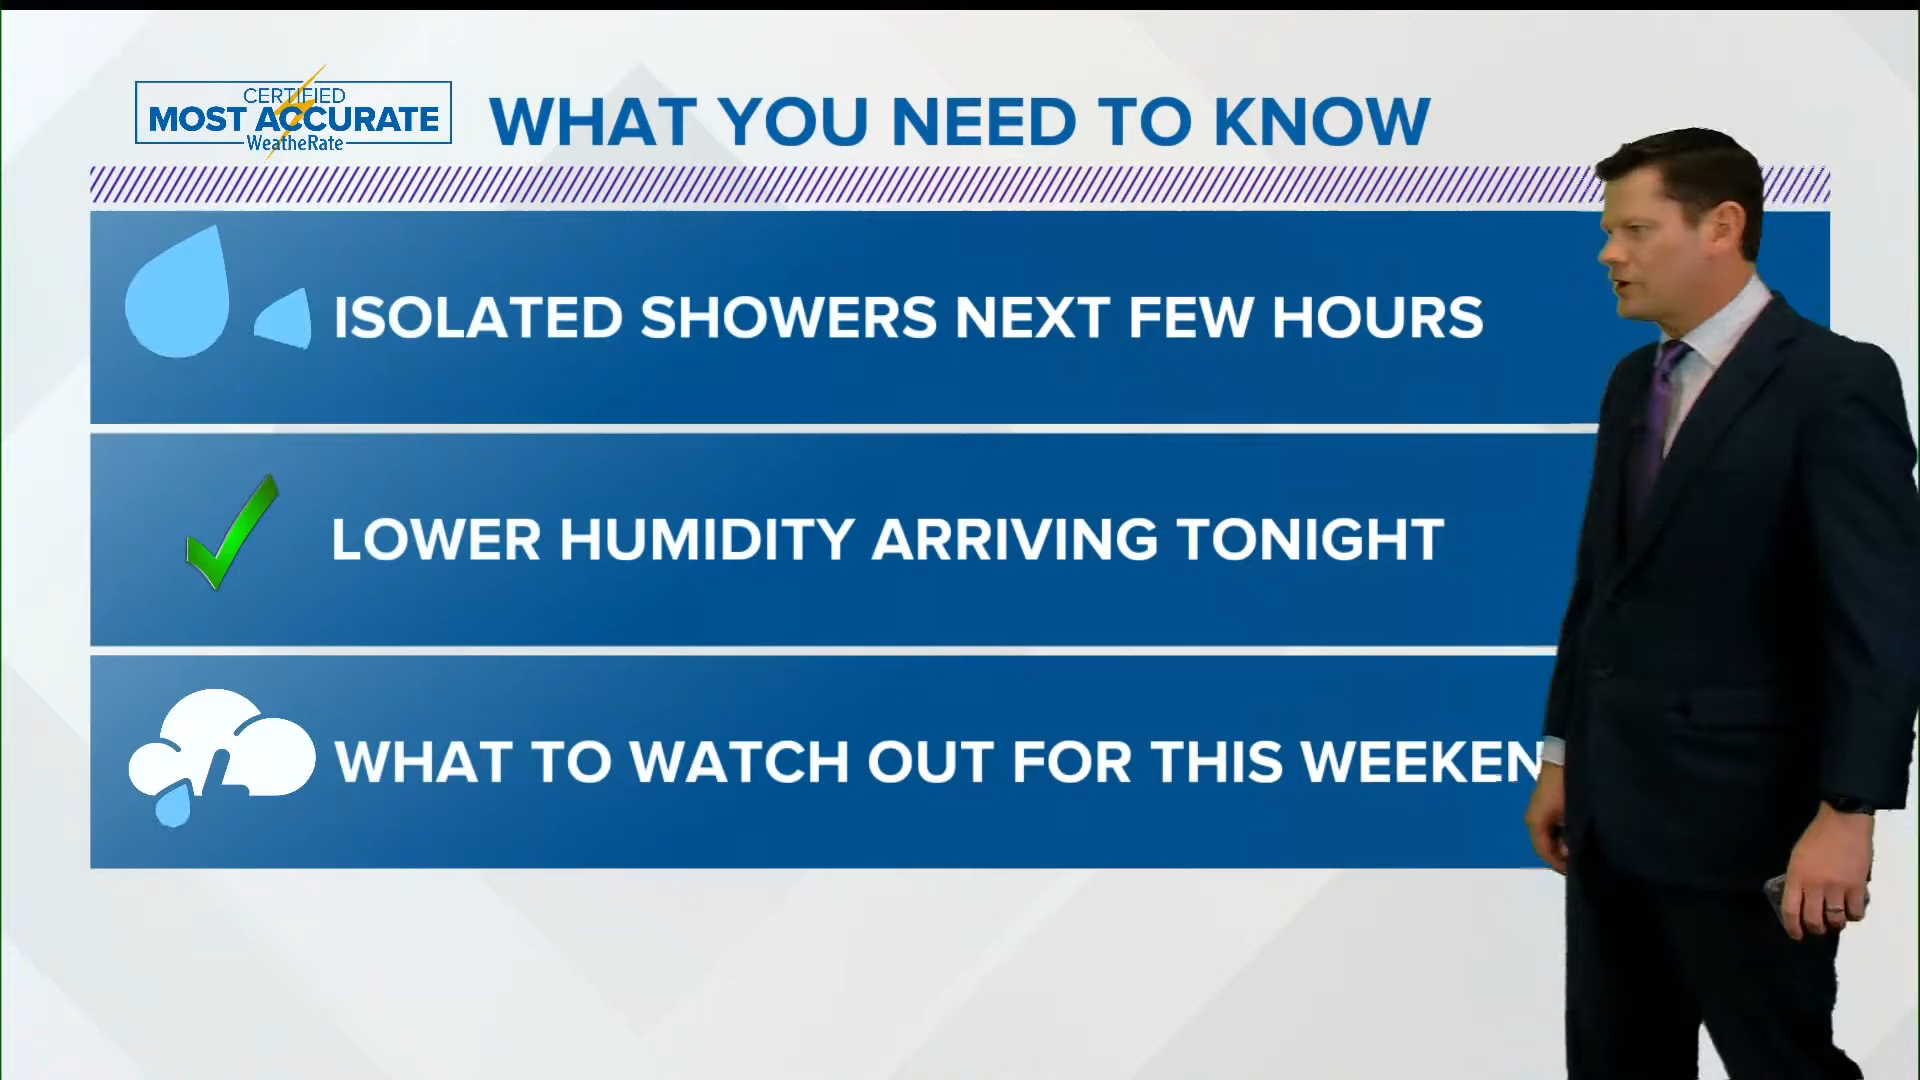 CERTIFIED
MOST ACCURATE
WeatheRate
WHAT YOU NEED TO KNOW
ISOLATED SHOWERS NEXT FEW HOURS
LOWER HUMIDITY ARRIVING TONIGHT
WHAT TO WATCH OUT FOR THIS WEEKEN